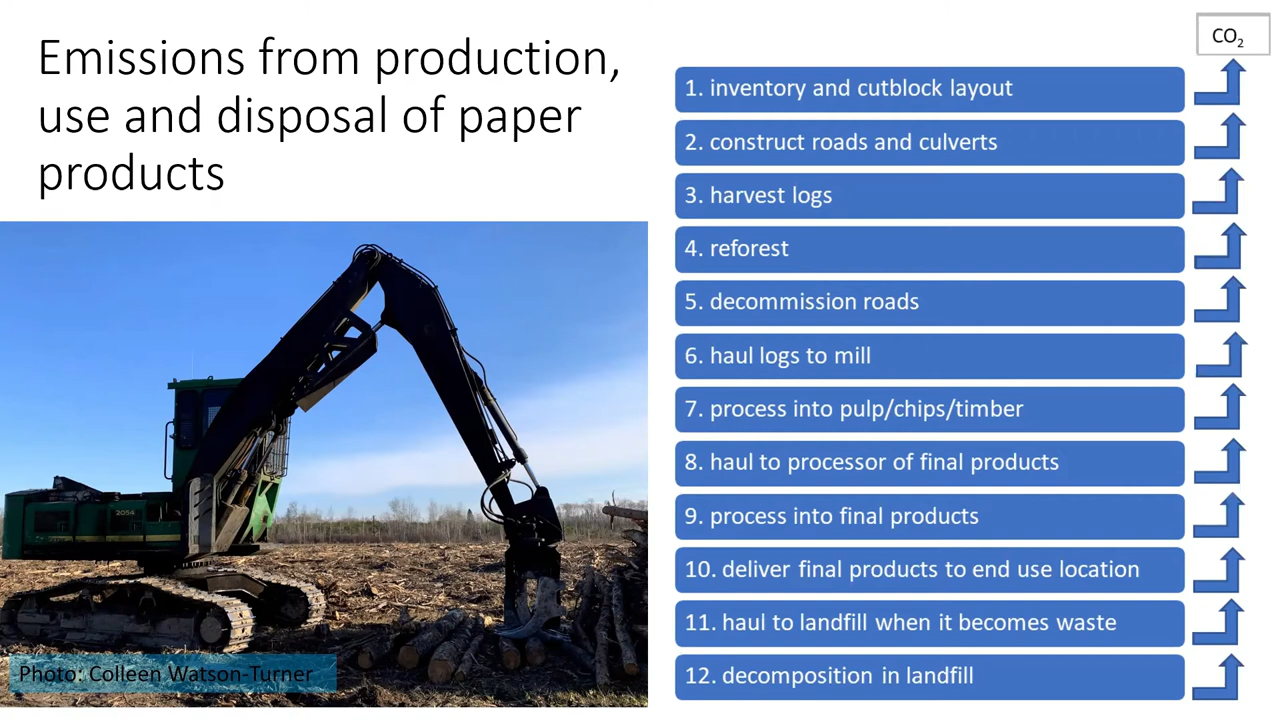 Emissions from production,
use and disposal of paper
products
CO₂
1. inventory and cutblock layout
2. construct roads and culverts
3. harvest logs
4. reforest
5. decommission roads
6. haul logs to mill
7. process into pulp/chips/timber
8. haul to processor of final products
9. process into final products
10. deliver final products to end use location
11. haul to landfill when it becomes waste
12. decomposition in landfill
2054
Photo: Colleen Watson-Turner